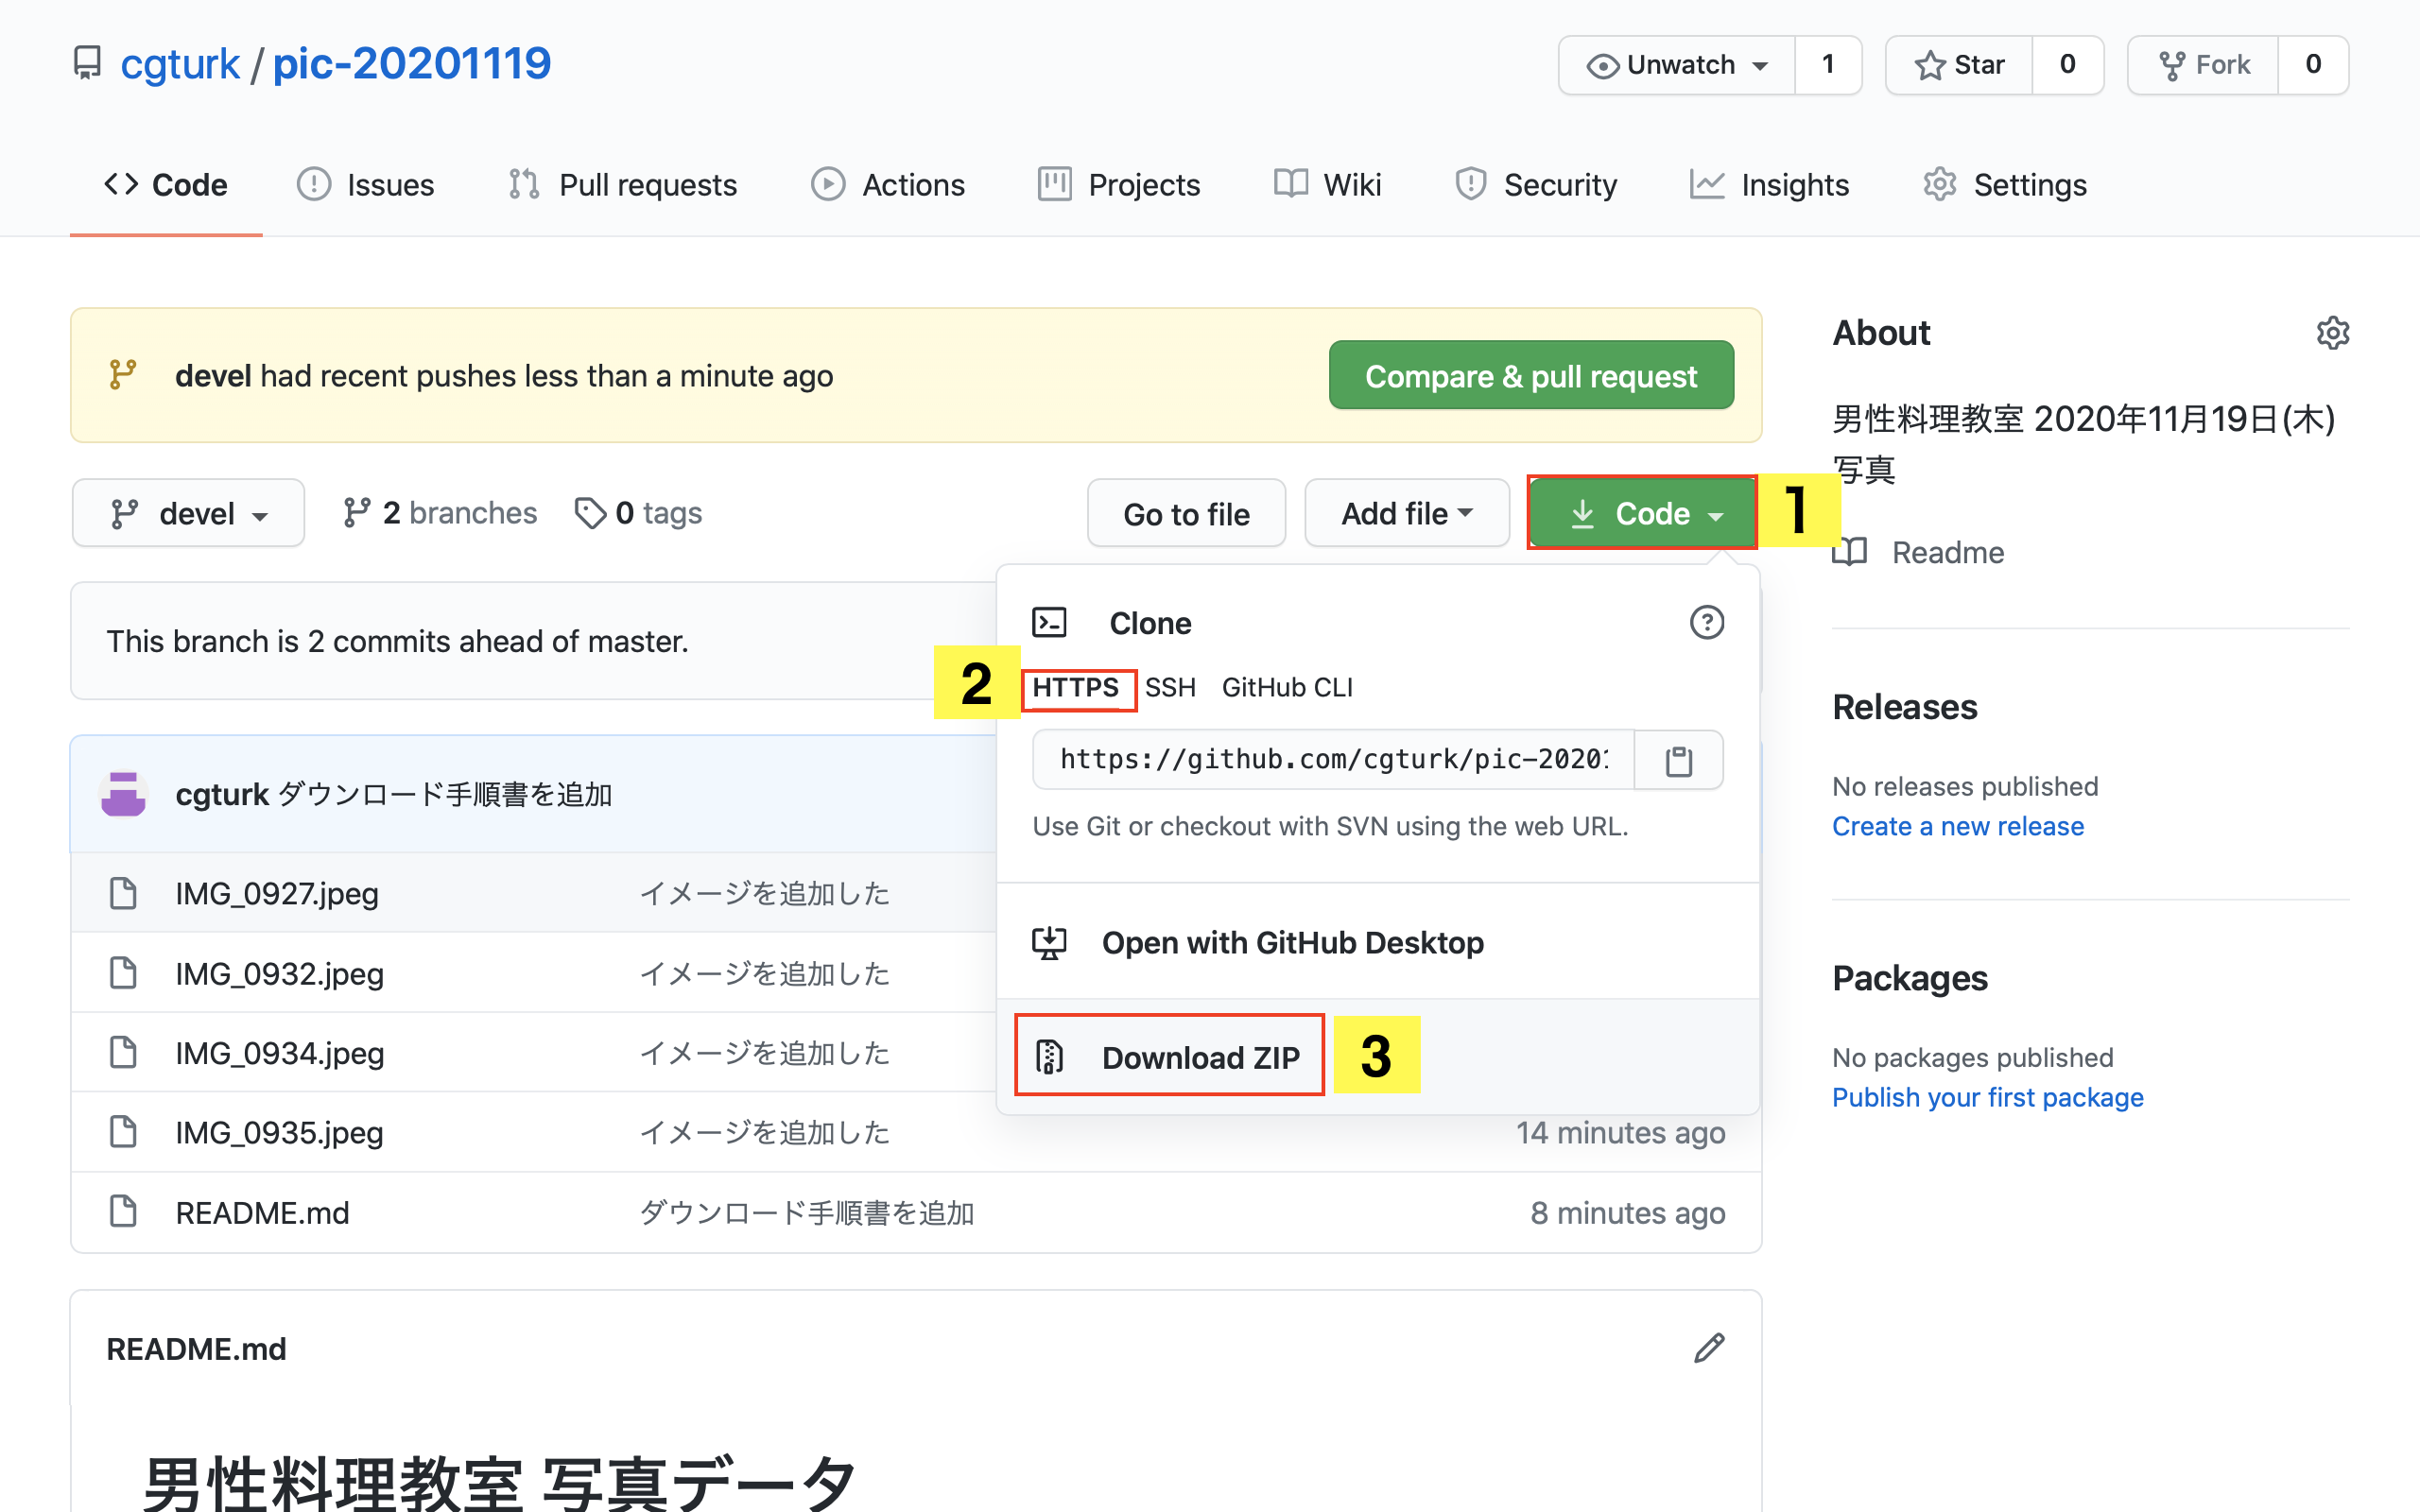 cgturk / pic-20201119
Unwatch 1
Star 0
Fork 0
Code Issues Pull requests Actions Projects Wiki Security Insights Settings
devel had recent pushes less than a minute ago
Compare & pull request
devel 2 branches 0 tags
Go to file Add file Code 1
Clone
2 HTTPS SSH GitHub CLI
https://github.com/cgturk/pic-2020
Use Git or checkout with SVN using the web URL.
Open with GitHub Desktop
Download ZIP 3
This branch is 2 commits ahead of master.
cgturk ダウンロード手順書を追加
IMG_0927.jpeg イメージを追加した
IMG_0932.jpeg イメージを追加した
IMG_0934.jpeg イメージを追加した
IMG_0935.jpeg イメージを追加した 14 minutes ago
README.md ダウンロード手順書を追加 8 minutes ago
README.md
男性料理教室 写真データ
About
男性料理教室 2020年11月19日(木)
写真
Readme
Releases
No releases published
Create a new release
Packages
No packages published
Publish your first package